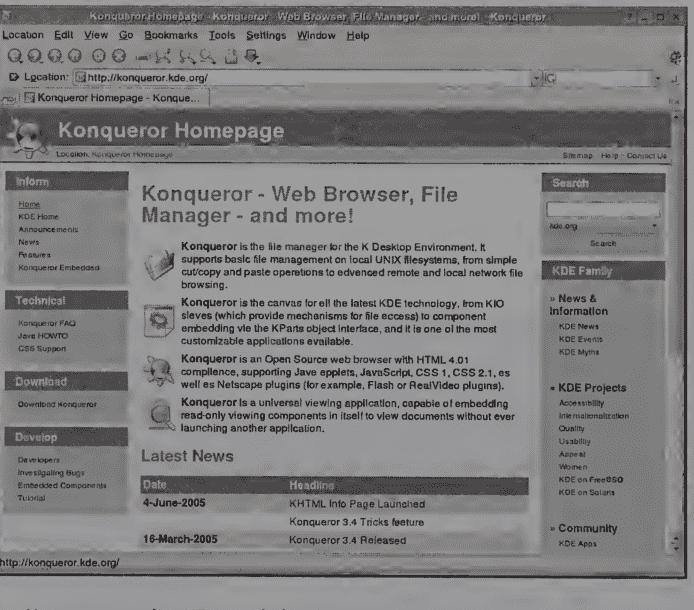 Konqueror Homepage - Konqueror - Web Browser, File Manager - and more! - Konqueror
Location Edit View Go Bookmarks Tools Settings Window Help
Location: http://konqueror.kde.org/
Konqueror Homepage - Konque...
Konqueror Homepage
Location: Konqueror Homepage
Sitemap · Help · Contact Us
Inform
Home
KDE Home
Announcements
News
Features
Konqueror Embedded
Technical
Konqueror FAQ
Java HOWTO
CSS Support
Download
Download Konqueror
Develop
Developers
Investigating Bugs
Embedded Components
Tutorial
Konqueror - Web Browser, File
Manager - and more!
Konqueror is the file manager for the K Desktop Environment. It
supports basic file management on local UNIX filesystems, from simple
cut/copy and paste operations to advanced remote and local network file
browsing.
Konqueror is the canvas for all the latest KDE technology, from KIO
slaves (which provide mechanisms for file access) to component
embedding via the KParts object interface, and it is one of the most
customizable applications available.
Konqueror is an Open Source web browser with HTML 4.01
compliance, supporting Java applets, JavaScript, CSS 1, CSS 2.1, as
well as Netscape plugins (for example, Flash or RealVideo plugins).
Konqueror is a universal viewing application, capable of embedding
read-only viewing components in itself to view documents without ever
launching another application.
Latest News
Date Headline
4-June-2005 KHTML Info Page Launched
Konqueror 3.4 Tricks feature
16-March-2005 Konqueror 3.4 Released
Search
kde.org
Search
KDE Family
» News &
Information
KDE News
KDE Events
KDE Myths
» KDE Projects
Accessibility
Internationalization
Quality
Usability
Appeal
Women
KDE on FreeBSD
KDE on Solaris
» Community
KDE Apps
http://konqueror.kde.org/